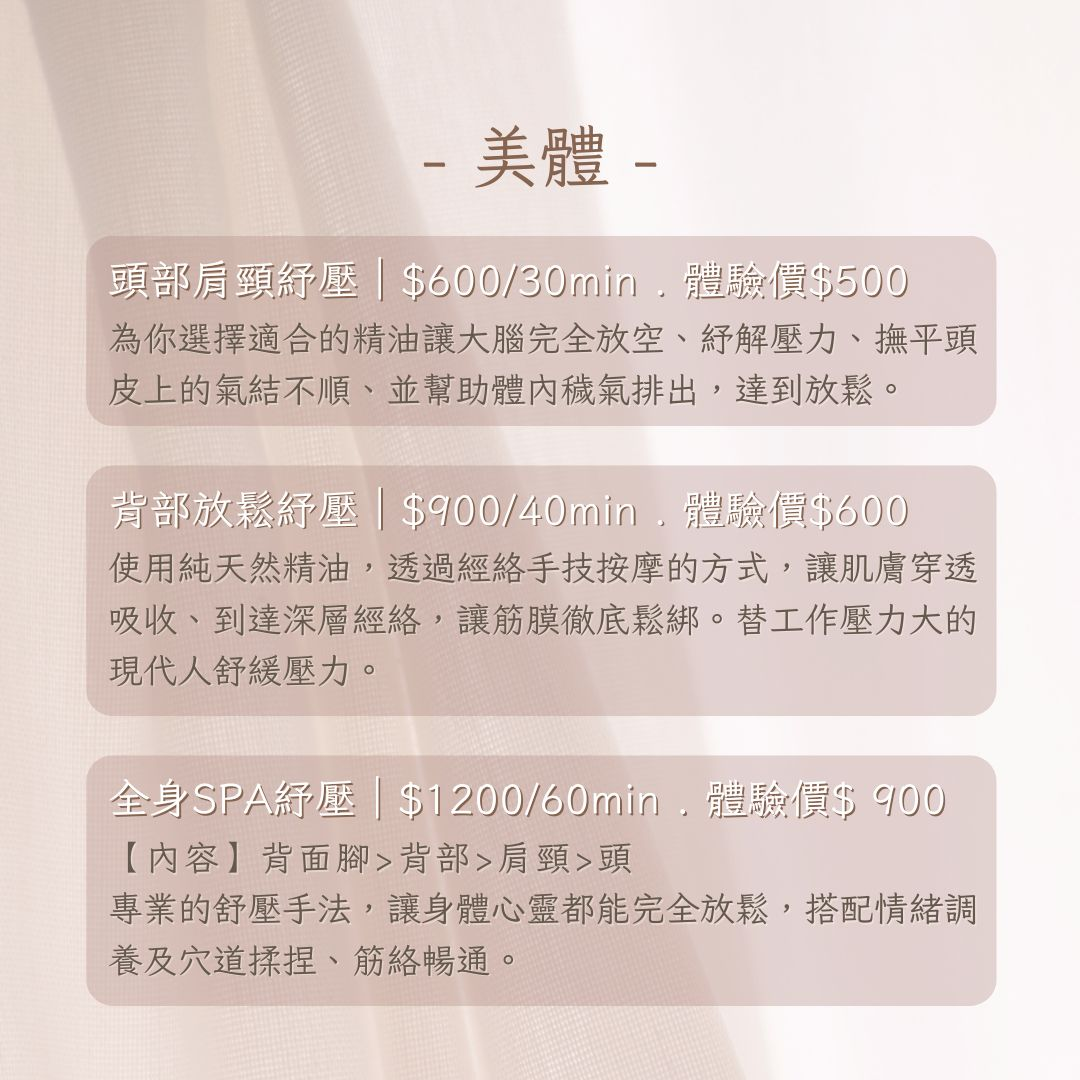 - 美體 -
頭部肩頸紓壓｜$600/30min . 體驗價$500
為你選擇適合的精油讓大腦完全放空、紓解壓力、撫平頭
皮上的氣結不順、並幫助體內穢氣排出，達到放鬆。
背部放鬆紓壓｜$900/40min . 體驗價$600
使用純天然精油，透過經絡手技按摩的方式，讓肌膚穿透
吸收、到達深層經絡，讓筋膜徹底鬆綁。替工作壓力大的
現代人舒緩壓力。
全身SPA紓壓｜$1200/60min . 體驗價$ 900
【內容】背面腳>背部>肩頸>頭
專業的舒壓手法，讓身體心靈都能完全放鬆，搭配情緒調
養及穴道揉捏、筋絡暢通。